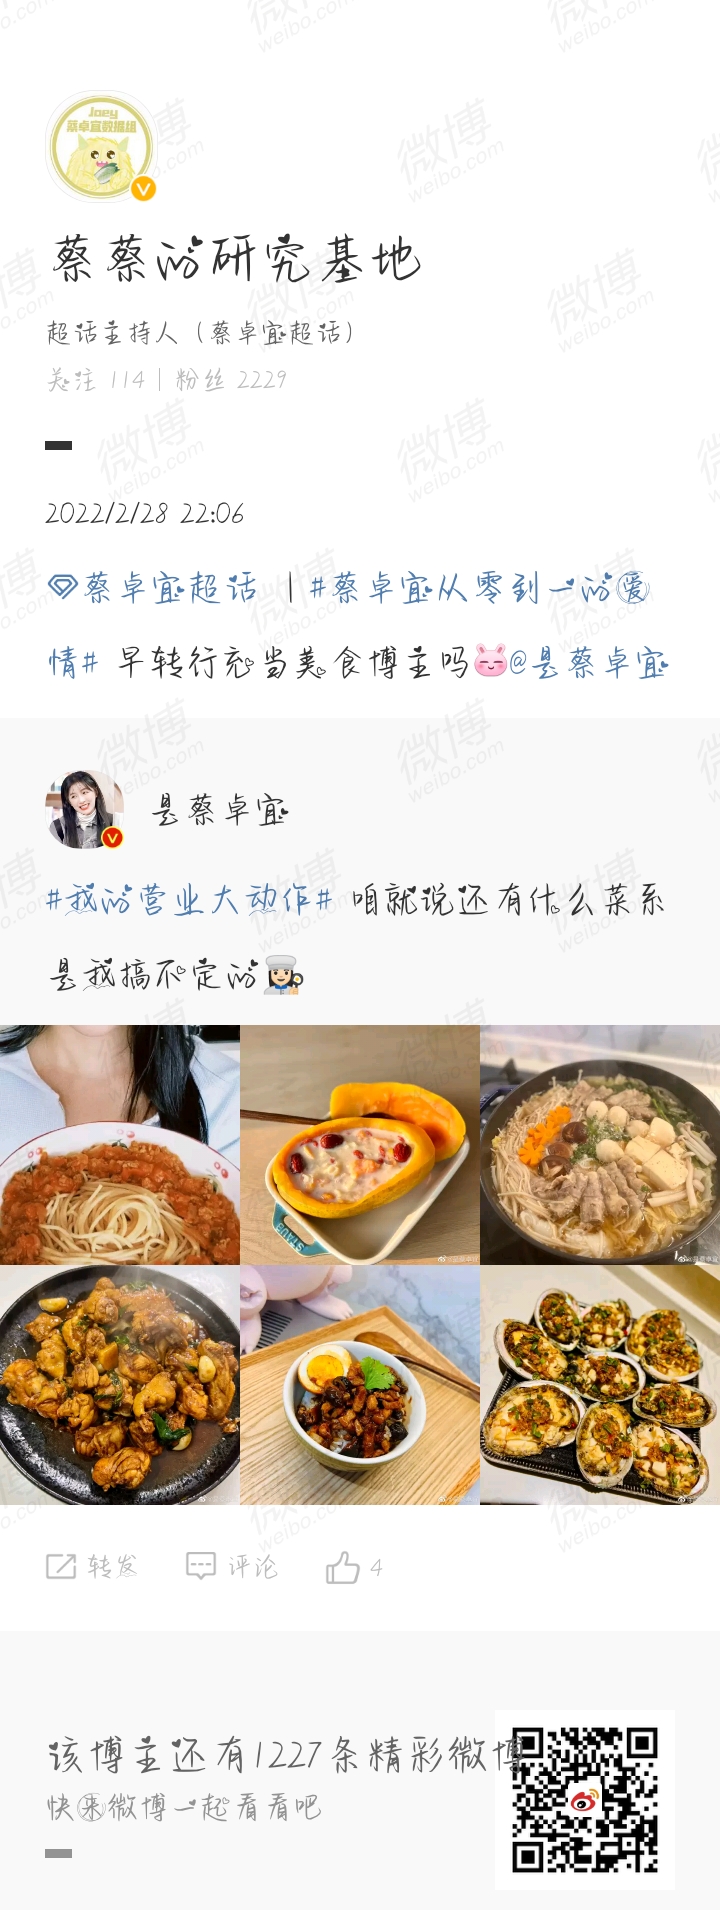 Joey
蔡卓宜数据组
蔡蔡的研究基地
超话主持人（蔡卓宜超话）
关注 114 | 粉丝 2229
2022/2/28 22:06
蔡卓宜超话 | #蔡卓宜从零到一的爱
情# 早转行充当美食博主吗@是蔡卓宜
是蔡卓宜
#我的营业大动作# 咱就说还有什么菜系
是我搞不定的
STAUB
转发 评论 4
该博主还有1227条精彩微博
快来微博一起看看吧
微博
weibo.com